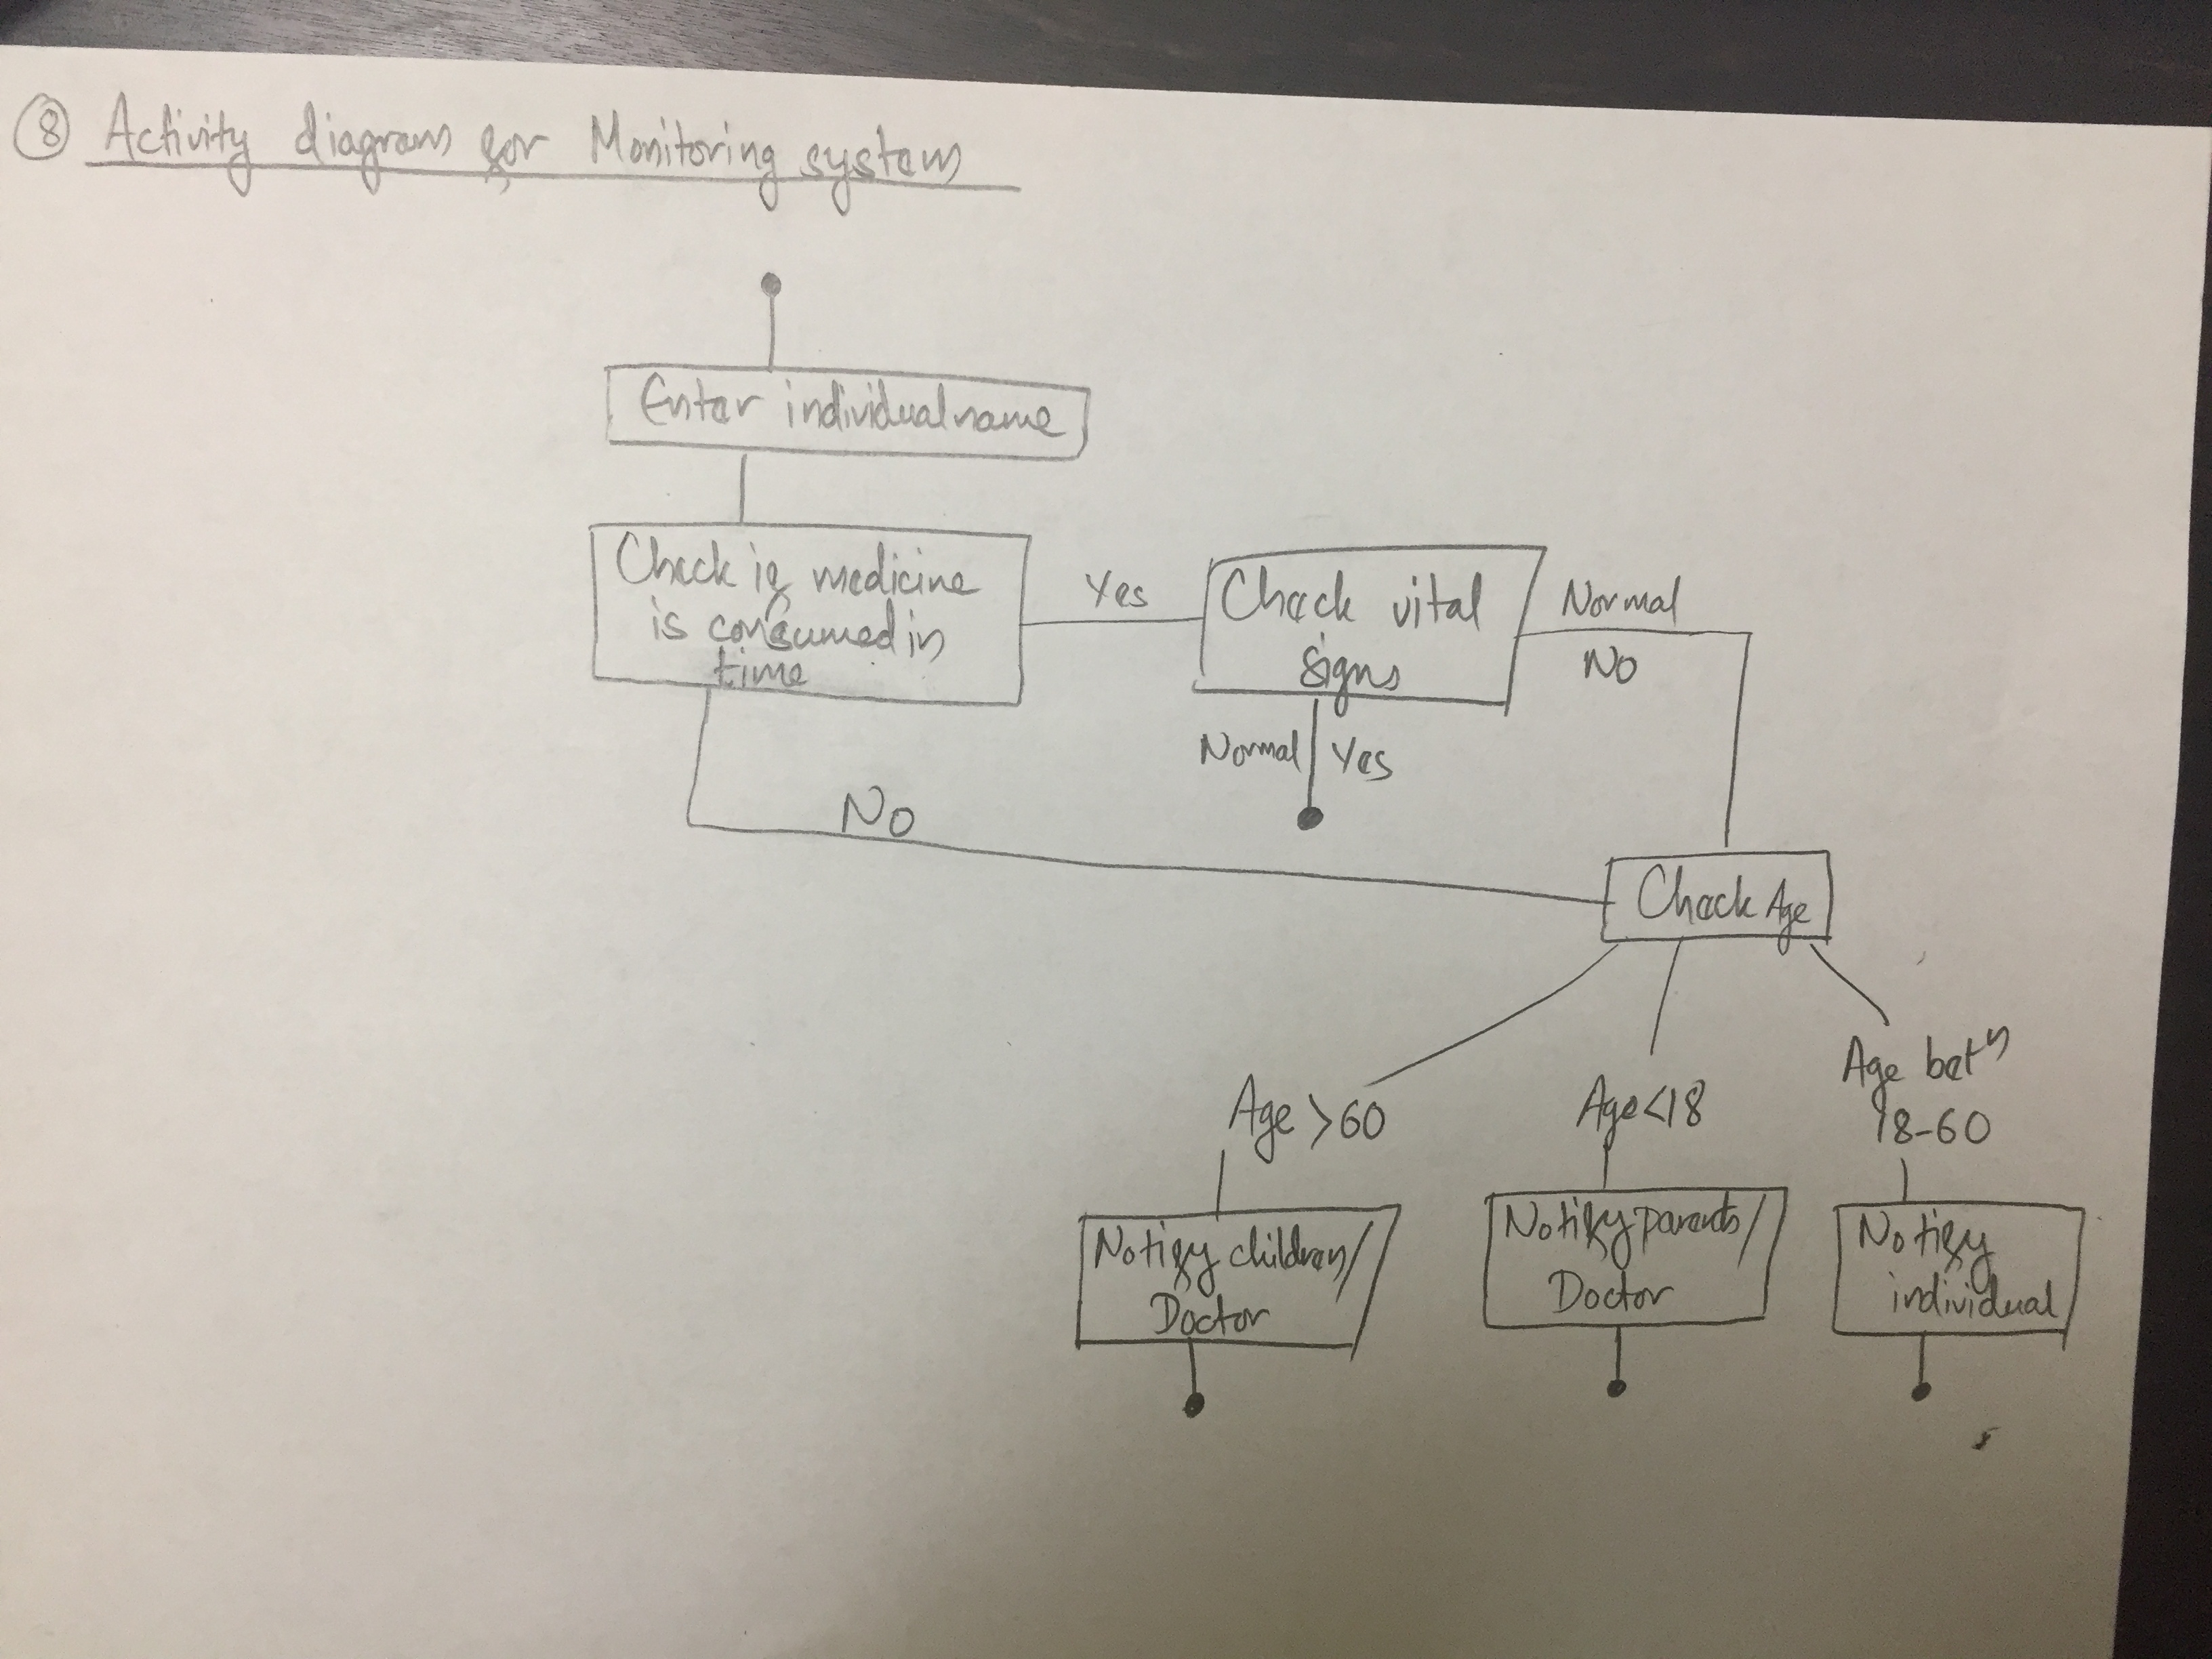 ⑧ Activity diagram for Monitoring system
Enter individual name
Check if medicine
is consumed in
time
Yes
Check vital
signs
Normal
No
Normal Yes
No
Check Age
Age >60
Age<18
Age betn
18-60
Notify children/
Doctor
Notify parents/
Doctor
Notify
individual